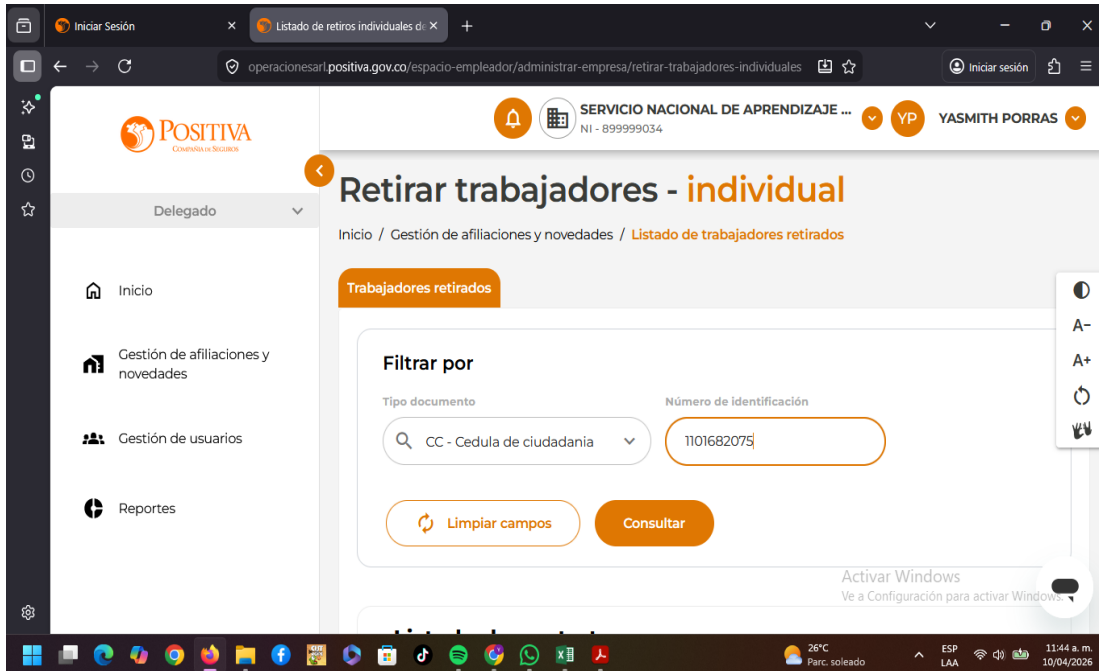 Iniciar Sesión
Listado de retiros individuales de
operacionesarl.positiva.gov.co/espacio-empleador/administrar-empresa/retirar-trabajadores-individuales
Iniciar sesión
POSITIVA
COMPAÑIA DE SEGUROS
SERVICIO NACIONAL DE APRENDIZAJE ...
NI - 899999034
YP
YASMITH PORRAS
Delegado
Retirar trabajadores - individual
Inicio / Gestión de afiliaciones y novedades / Listado de trabajadores retirados
Inicio
Gestión de afiliaciones y
novedades
Gestión de usuarios
Reportes
Trabajadores retirados
Filtrar por
Tipo documento
Número de identificación
CC - Cedula de ciudadania
1101682075
Limpiar campos
Consultar
A-
A+
Activar Windows
Ve a Configuración para activar Windows.
26°C
Parc. soleado
ESP
LAA
11:44 a. m.
10/04/2026